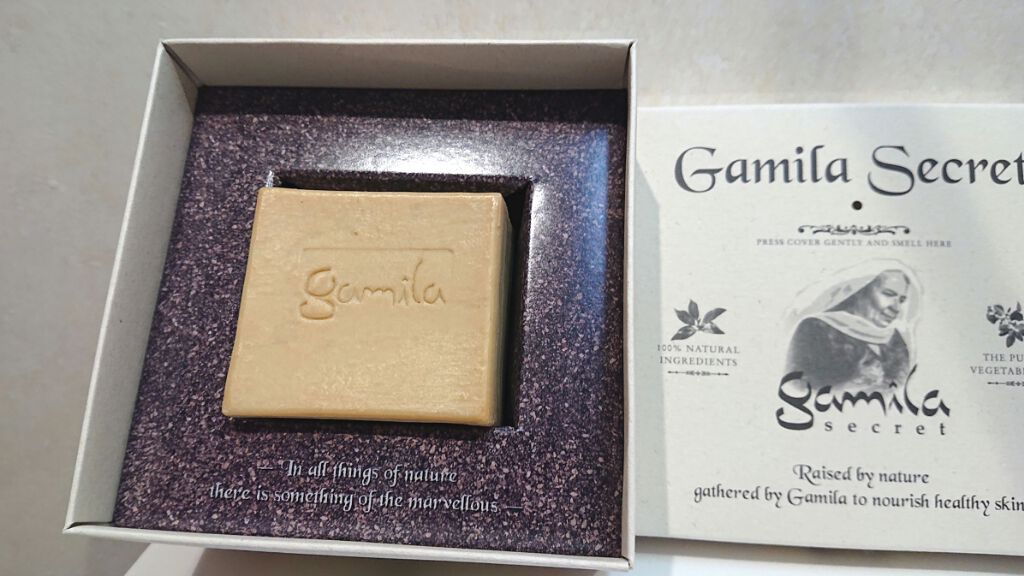 gamila
In all things of nature
there is something of the marvellous
Gamila Secret
PRESS COVER GENTLY AND SMELL HERE
100% NATURAL
INGREDIENTS
THE PU
VEGETAB
gamila
secret
Raised by nature
gathered by Gamila to nourish healthy skin